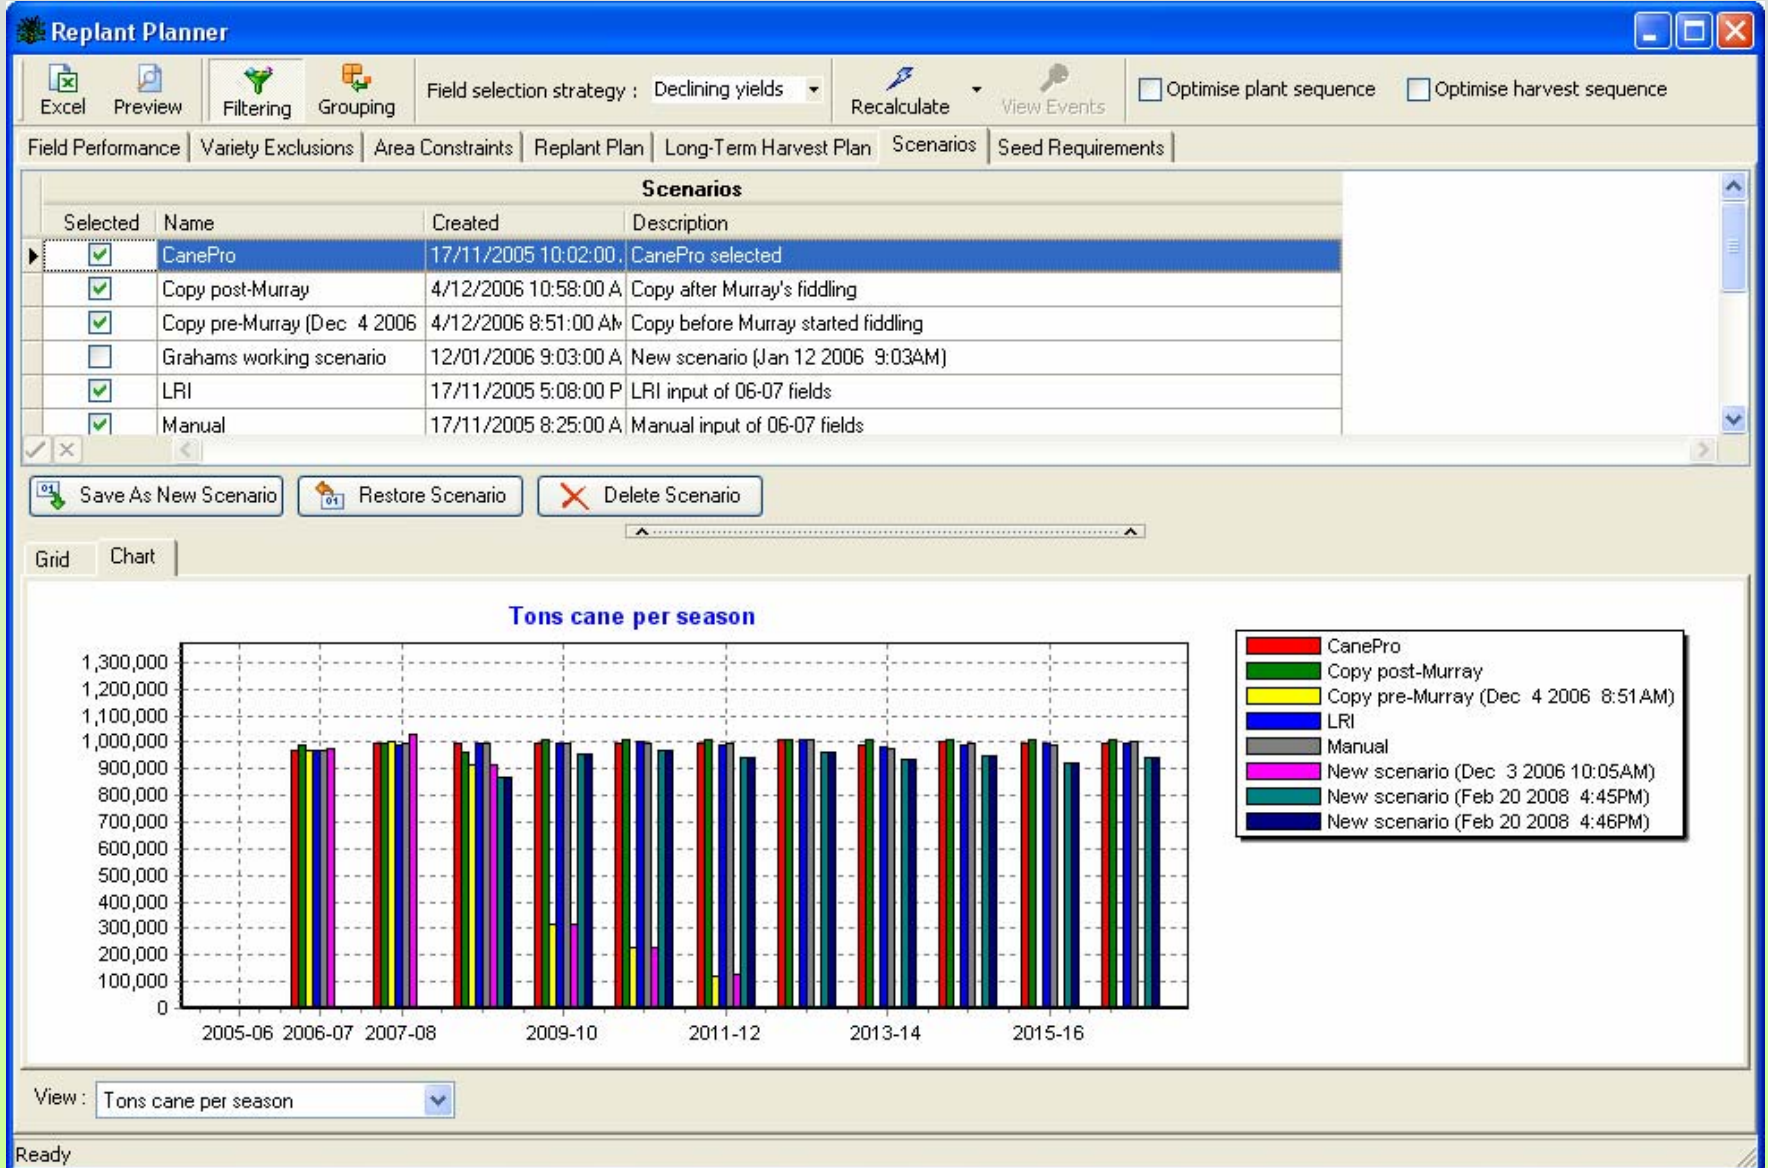 Replant Planner
Excel Preview Filtering Grouping Field selection strategy : Declining yields Recalculate View Events Optimise plant sequence Optimise harvest sequence
Field Performance Variety Exclusions Area Constraints Replant Plan Long-Term Harvest Plan Scenarios Seed Requirements
Scenarios
Selected Name Created Description
CanePro 17/11/2005 10:02:00. CanePro selected
Copy post-Murray 4/12/2006 10:58:00 A Copy after Murray's fiddling
Copy pre-Murray (Dec 4 2006 4/12/2006 8:51:00 AM Copy before Murray started fiddling
Grahams working scenario 12/01/2006 9:03:00 A New scenario (Jan 12 2006 9:03AM)
LRI 17/11/2005 5:08:00 P LRI input of 06-07 fields
Manual 17/11/2005 8:25:00 A Manual input of 06-07 fields
Save As New Scenario Restore Scenario Delete Scenario
Grid Chart
Tons cane per season
1,300,000
1,200,000
1,100,000
1,000,000
900,000
800,000
700,000
600,000
500,000
400,000
300,000
200,000
100,000
0
2005-06 2006-07 2007-08 2009-10 2011-12 2013-14 2015-16
CanePro
Copy post-Murray
Copy pre-Murray (Dec 4 2006 8:51AM)
LRI
Manual
New scenario (Dec 3 2006 10:05AM)
New scenario (Feb 20 2008 4:45PM)
New scenario (Feb 20 2008 4:46PM)
View : Tons cane per season
Ready